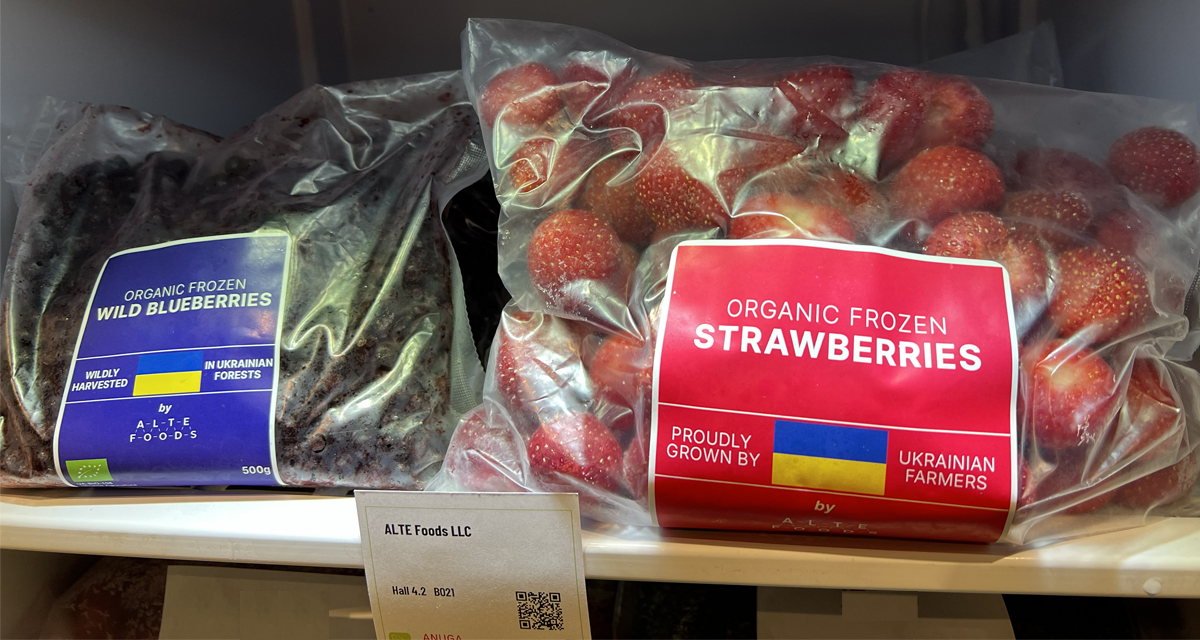 ORGANIC FROZEN
WILD BLUEBERRIES
WILDLY
HARVESTED
IN UKRAINIAN
FORESTS
by
A-L-T-E
F-O-O-D-S
500g
ORGANIC FROZEN
STRAWBERRIES
PROUDLY
GROWN BY
UKRAINIAN
FARMERS
by
A-L-T-E
ALTE Foods LLC
Hall 4.2 B021
ANUGA